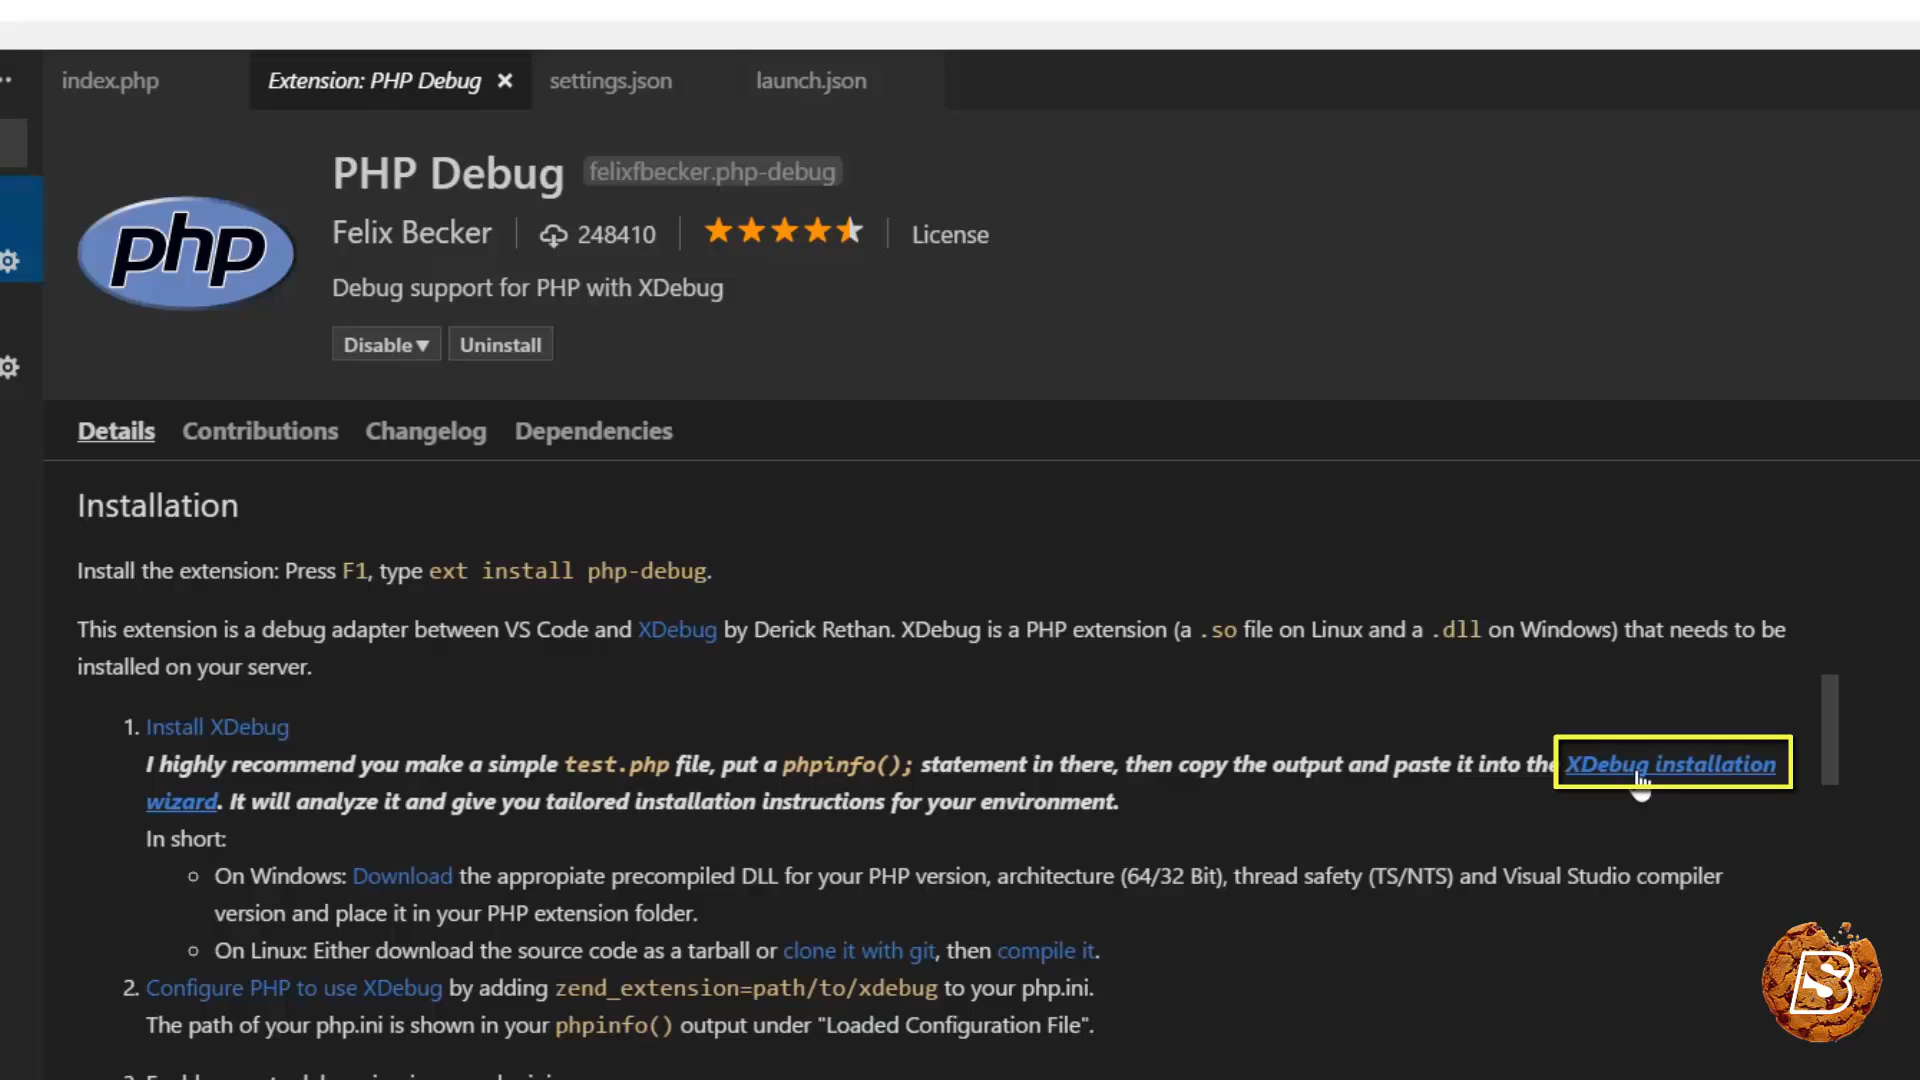 index.php
Extension: PHP Debug
settings.json
launch.json
PHP Debug felixfbecker.php-debug
php
Felix Becker
248410
License
Debug support for PHP with XDebug
Disable▼ Uninstall
Details Contributions Changelog Dependencies
Installation
Install the extension: Press F1, type ext install php-debug.
This extension is a debug adapter between VS Code and XDebug by Derick Rethan. XDebug is a PHP extension (a .so file on Linux and a .dll on Windows) that needs to be
installed on your server.
1. Install XDebug
I highly recommend you make a simple test.php file, put a phpinfo(); statement in there, then copy the output and paste it into the XDebug installation
wizard. It will analyze it and give you tailored installation instructions for your environment.
In short:
On Windows: Download the appropiate precompiled DLL for your PHP version, architecture (64/32 Bit), thread safety (TS/NTS) and Visual Studio compiler
version and place it in your PHP extension folder.
On Linux: Either download the source code as a tarball or clone it with git, then compile it.
2. Configure PHP to use XDebug by adding zend_extension=path/to/xdebug to your php.ini.
The path of your php.ini is shown in your phpinfo() output under "Loaded Configuration File".